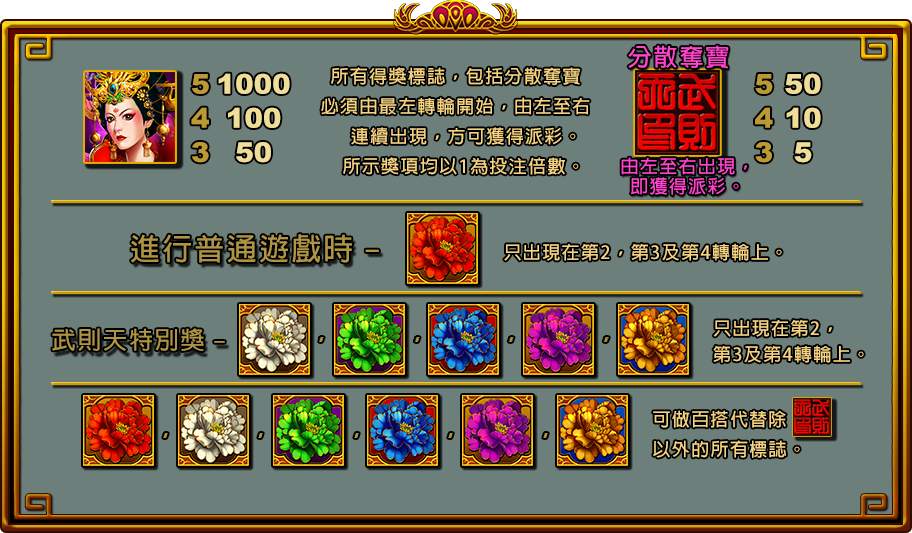 5 1000
4 100
3 50
所有得獎標誌，包括分散奪寶
必須由最左轉輪開始，由左至右
連續出現，方可獲得派彩。
所示獎項均以1為投注倍數。
分散奪寶
武則
天皇
5 50
4 10
3 5
由左至右出現，
即獲得派彩。
進行普通遊戲時 –
只出現在第2，第3及第4轉輪上。
武則天特別獎 –
只出現在第2，
第3及第4轉輪上。
可做百搭代替除
以外的所有標誌。